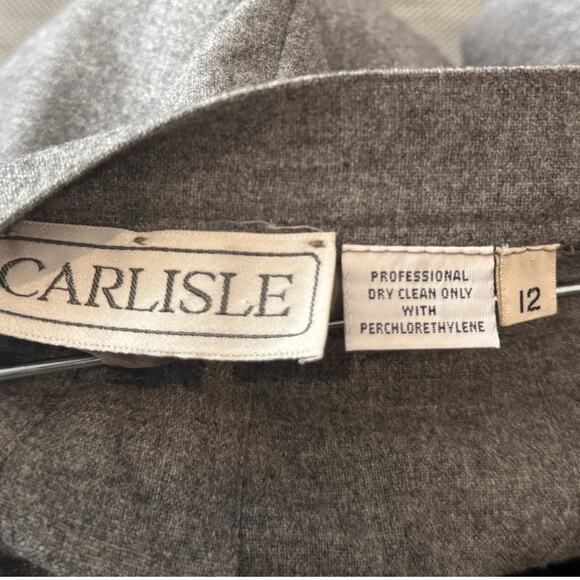 CARLISLE
PROFESSIONAL
DRY CLEAN ONLY
WITH
PERCHLORETHYLENE
12